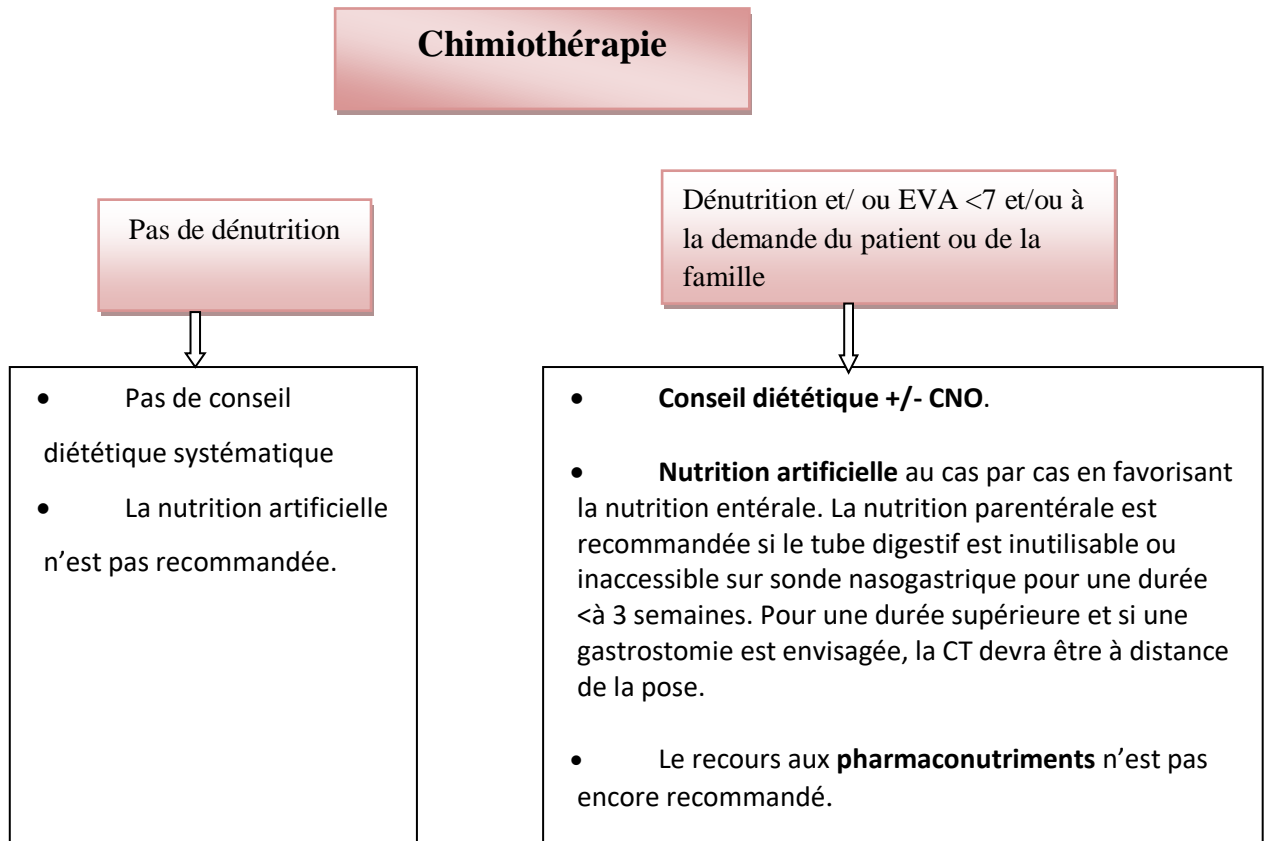 Chimiothérapie
Pas de dénutrition
Dénutrition et/ ou EVA <7 et/ou à
la demande du patient ou de la
famille
• Pas de conseil
diététique systématique
• La nutrition artificielle
n’est pas recommandée.
• Conseil diététique +/- CNO.
• Nutrition artificielle au cas par cas en favorisant
la nutrition entérale. La nutrition parentérale est
recommandée si le tube digestif est inutilisable ou
inaccessible sur sonde nasogastrique pour une durée
<à 3 semaines. Pour une durée supérieure et si une
gastrostomie est envisagée, la CT devra être à distance
de la pose.
• Le recours aux pharmaconutriments n’est pas
encore recommandé.